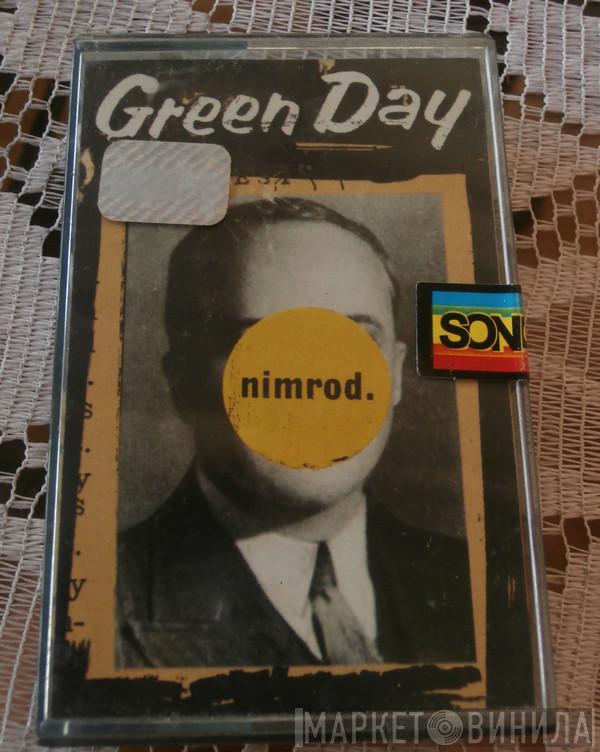 Green Day
nimrod.
SON
s
.
y
s
.
y
-
МАРКЕТ ВИНИЛА